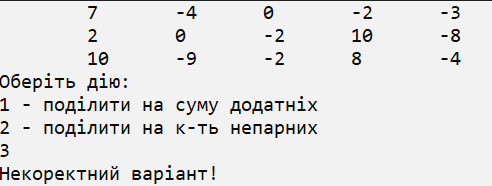 7 -4 0 -2 -3
2 0 -2 10 -8
10 -9 -2 8 -4
Оберіть дію:
1 - поділити на суму додатніх
2 - поділити на к-ть непарних
3
Некоректний варіант!